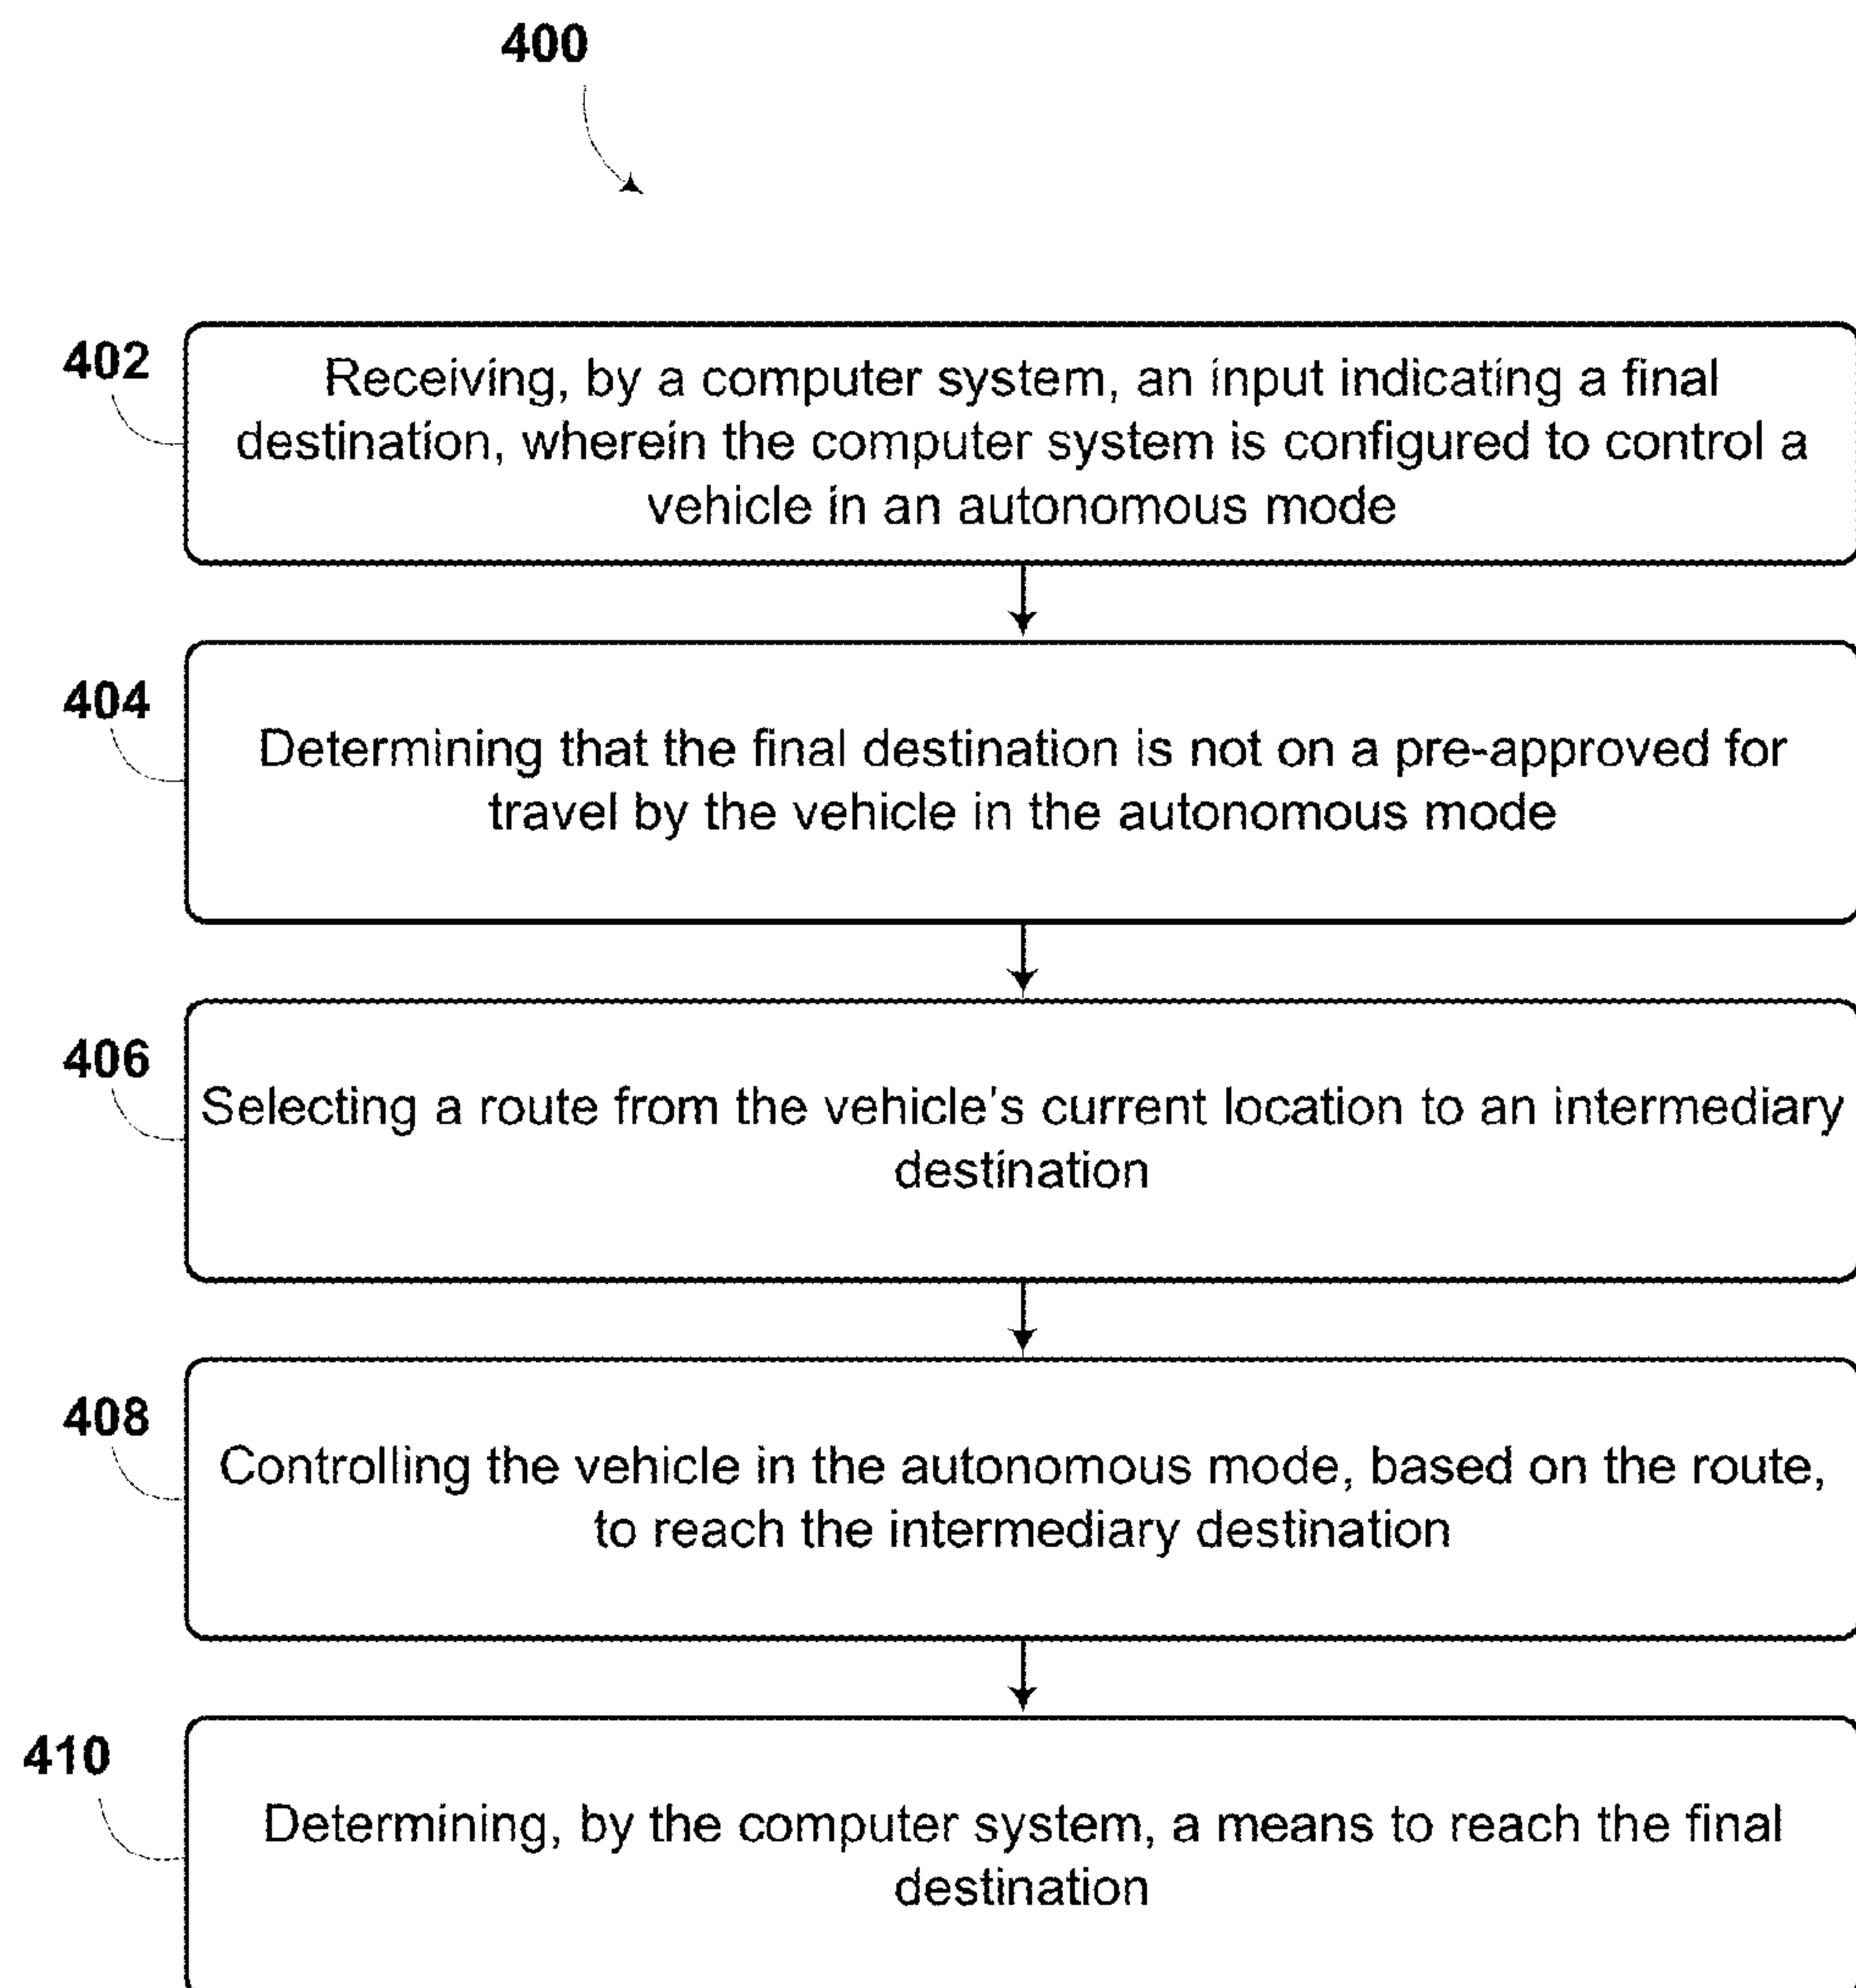 400
402
Receiving, by a computer system, an input indicating a final
destination, wherein the computer system is configured to control a
vehicle in an autonomous mode
404
Determining that the final destination is not on a pre-approved for
travel by the vehicle in the autonomous mode
406
Selecting a route from the vehicle's current location to an intermediary
destination
408
Controlling the vehicle in the autonomous mode, based on the route,
to reach the intermediary destination
410
Determining, by the computer system, a means to reach the final
destination